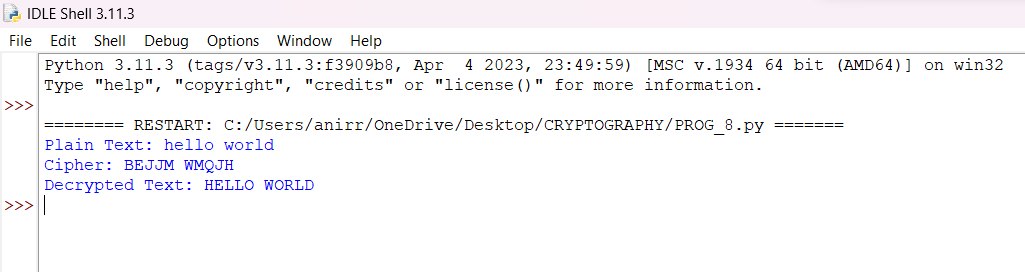 IDLE Shell 3.11.3
File Edit Shell Debug Options Window Help
Python 3.11.3 (tags/v3.11.3:f3909b8, Apr  4 2023, 23:49:59) [MSC v.1934 64 bit (AMD64)] on win32
Type "help", "copyright", "credits" or "license()" for more information.
>>>
======== RESTART: C:/Users/anirr/OneDrive/Desktop/CRYPTOGRAPHY/PROG_8.py =======
Plain Text: hello world
Cipher: BEJJM WMQJH
Decrypted Text: HELLO WORLD
>>>